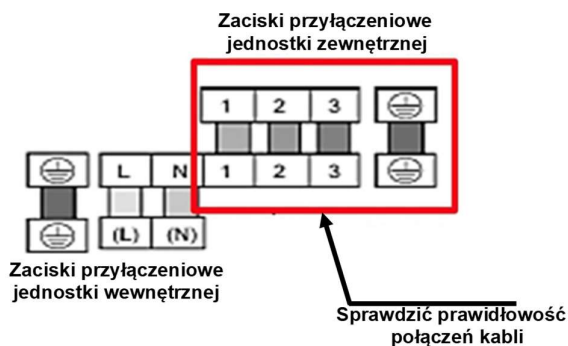 Zaciski przyłączeniowe
jednostki zewnętrznej
1 2 3
L N 1 2 3
(L) (N)
Zaciski przyłączeniowe
jednostki wewnętrznej
Sprawdzić prawidłowość
połączeń kabli